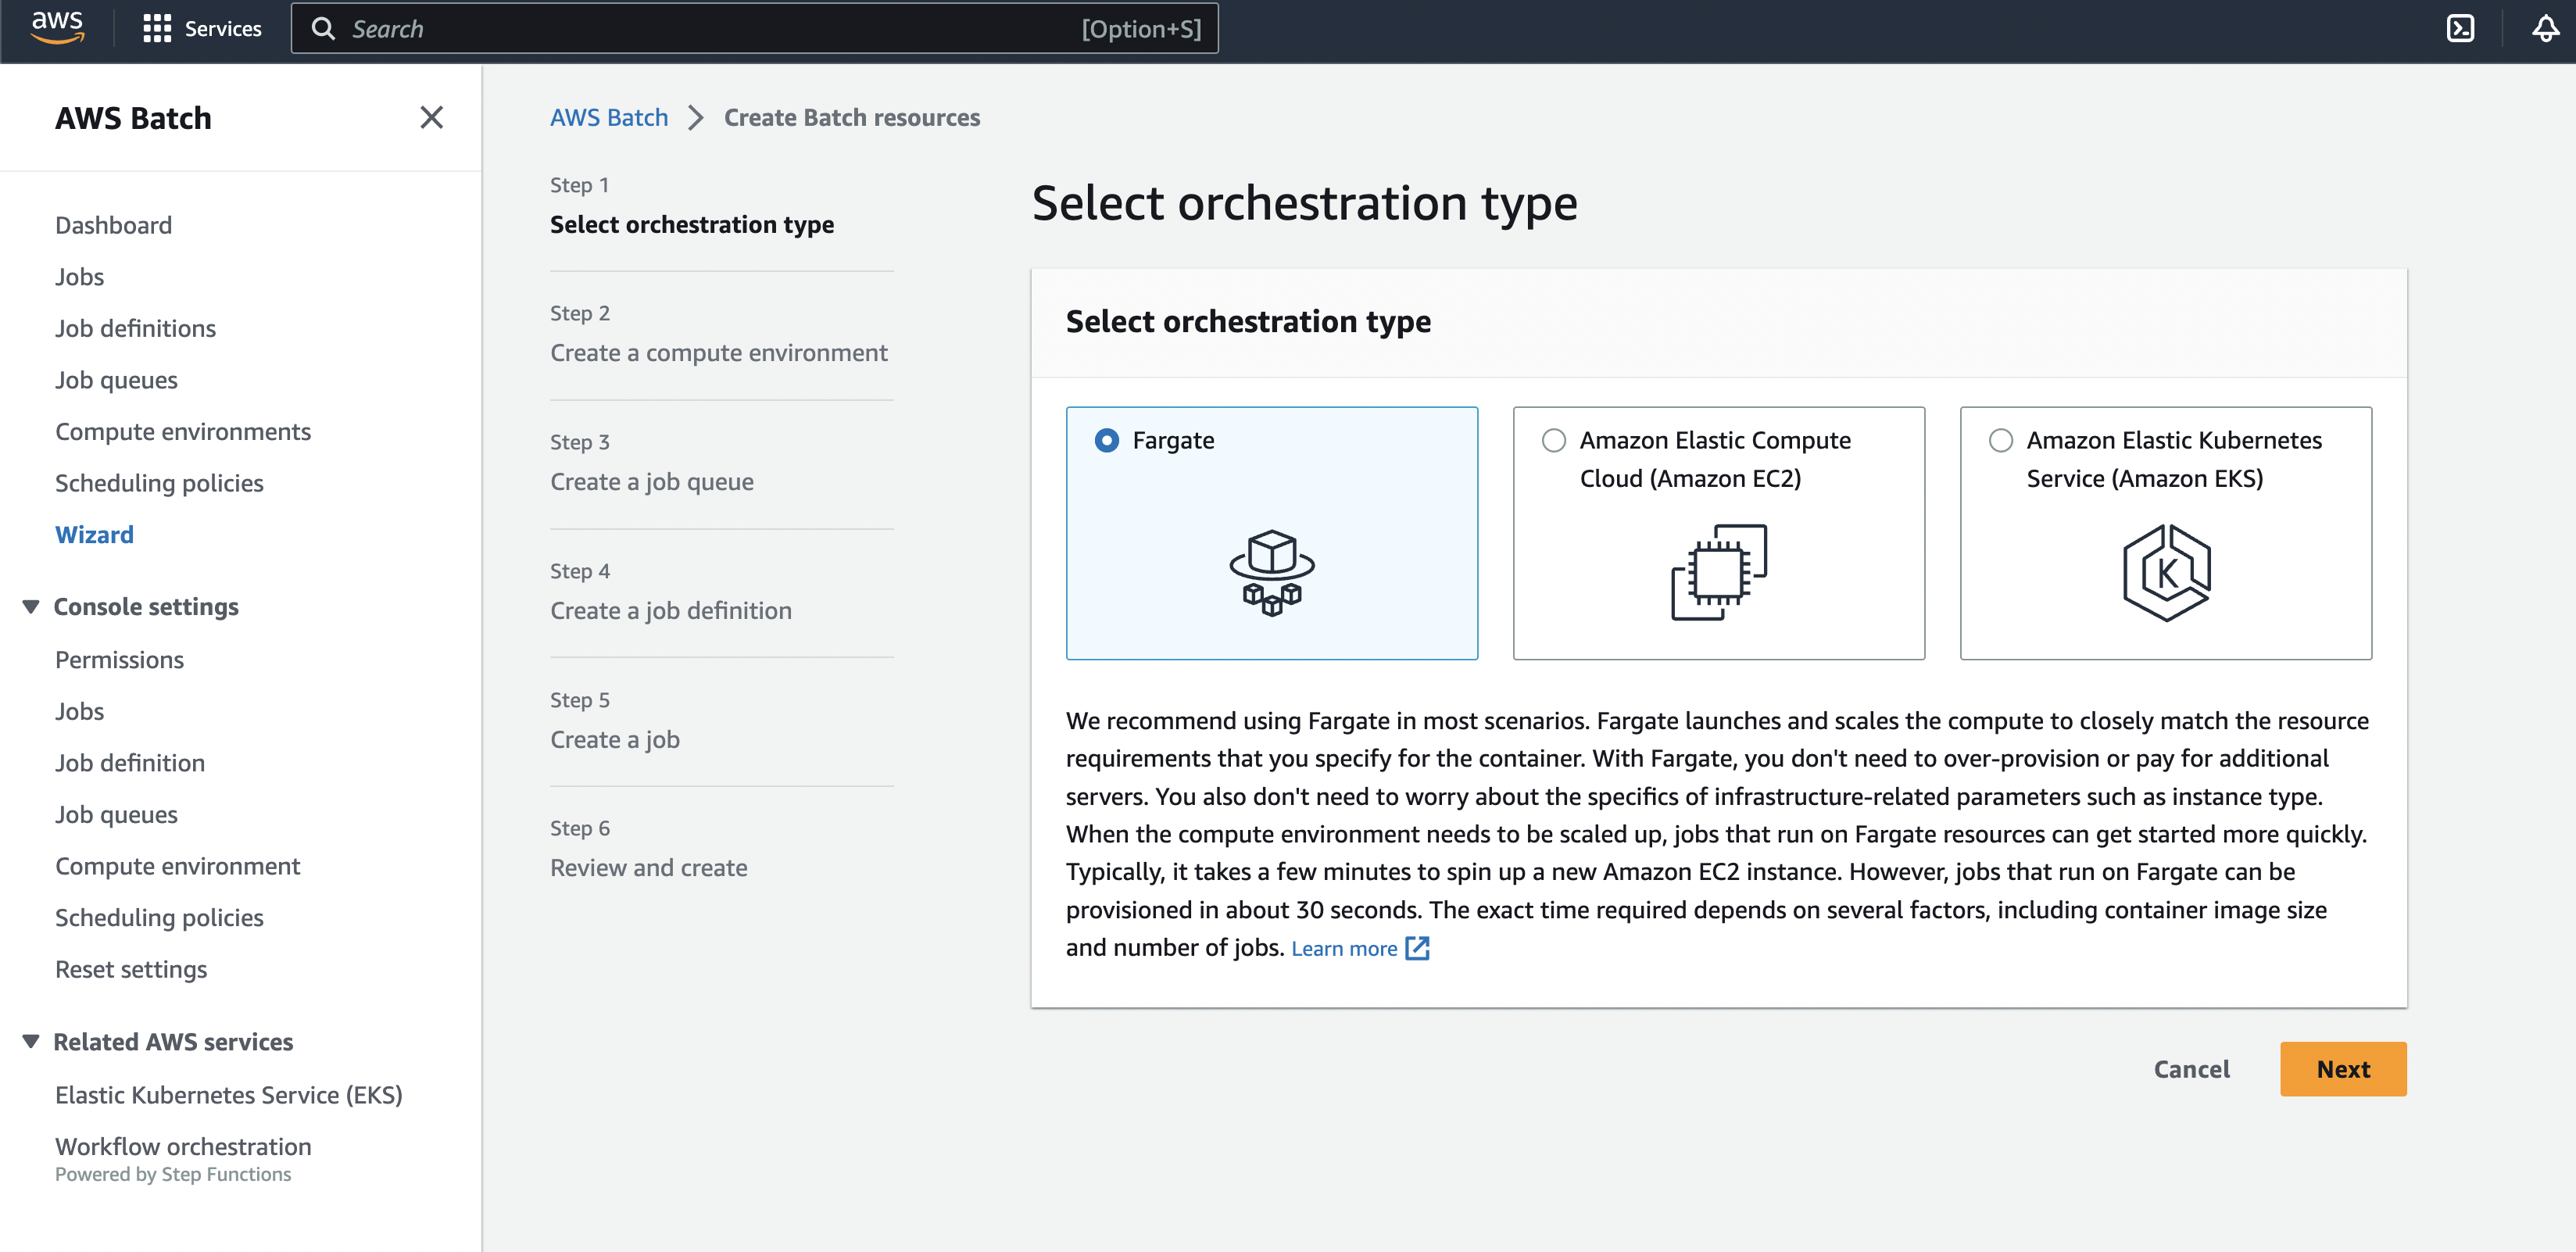 aws
Services
Search
[Option+S]
AWS Batch
Dashboard
Jobs
Job definitions
Job queues
Compute environments
Scheduling policies
Wizard
Console settings
Permissions
Jobs
Job definition
Job queues
Compute environment
Scheduling policies
Reset settings
Related AWS services
Elastic Kubernetes Service (EKS)
Workflow orchestration
Powered by Step Functions
AWS Batch
Create Batch resources
Step 1
Select orchestration type
Step 2
Create a compute environment
Step 3
Create a job queue
Step 4
Create a job definition
Step 5
Create a job
Step 6
Review and create
Select orchestration type
Select orchestration type
Fargate
Amazon Elastic Compute
Cloud (Amazon EC2)
Amazon Elastic Kubernetes
Service (Amazon EKS)
K
We recommend using Fargate in most scenarios. Fargate launches and scales the compute to closely match the resource
requirements that you specify for the container. With Fargate, you don't need to over-provision or pay for additional
servers. You also don't need to worry about the specifics of infrastructure-related parameters such as instance type.
When the compute environment needs to be scaled up, jobs that run on Fargate resources can get started more quickly.
Typically, it takes a few minutes to spin up a new Amazon EC2 instance. However, jobs that run on Fargate can be
provisioned in about 30 seconds. The exact time required depends on several factors, including container image size
and number of jobs. Learn more
Cancel
Next